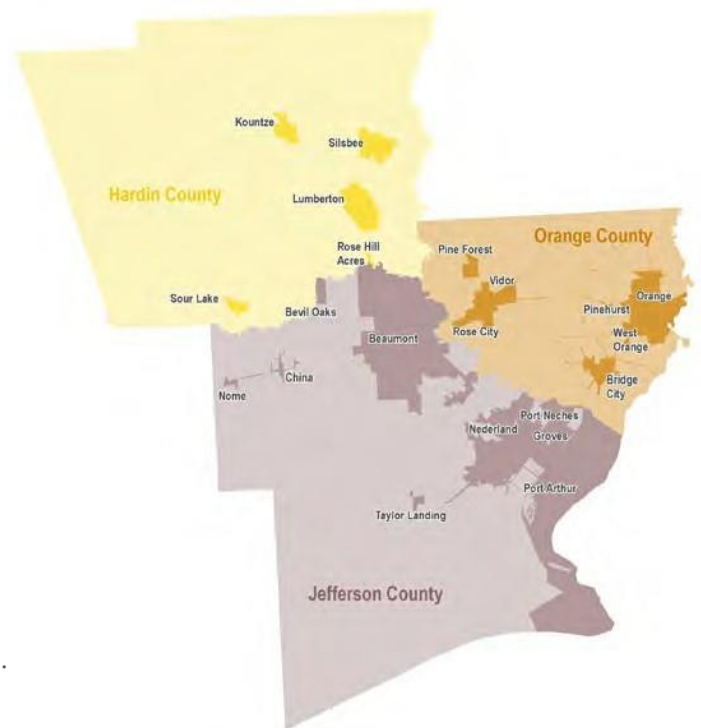 Kountze
Silsbee
Hardin County
Lumberton
Rose Hill
Acres
Sour Lake
Bevil Oaks
Orange County
Pine Forest
Vidor
Orange
Pinehurst
Rose City
West
Orange
Bridge
City
Beaumont
China
Nome
Port Neches
Nederland
Groves
Port Arthur
Taylor Landing
Jefferson County
.